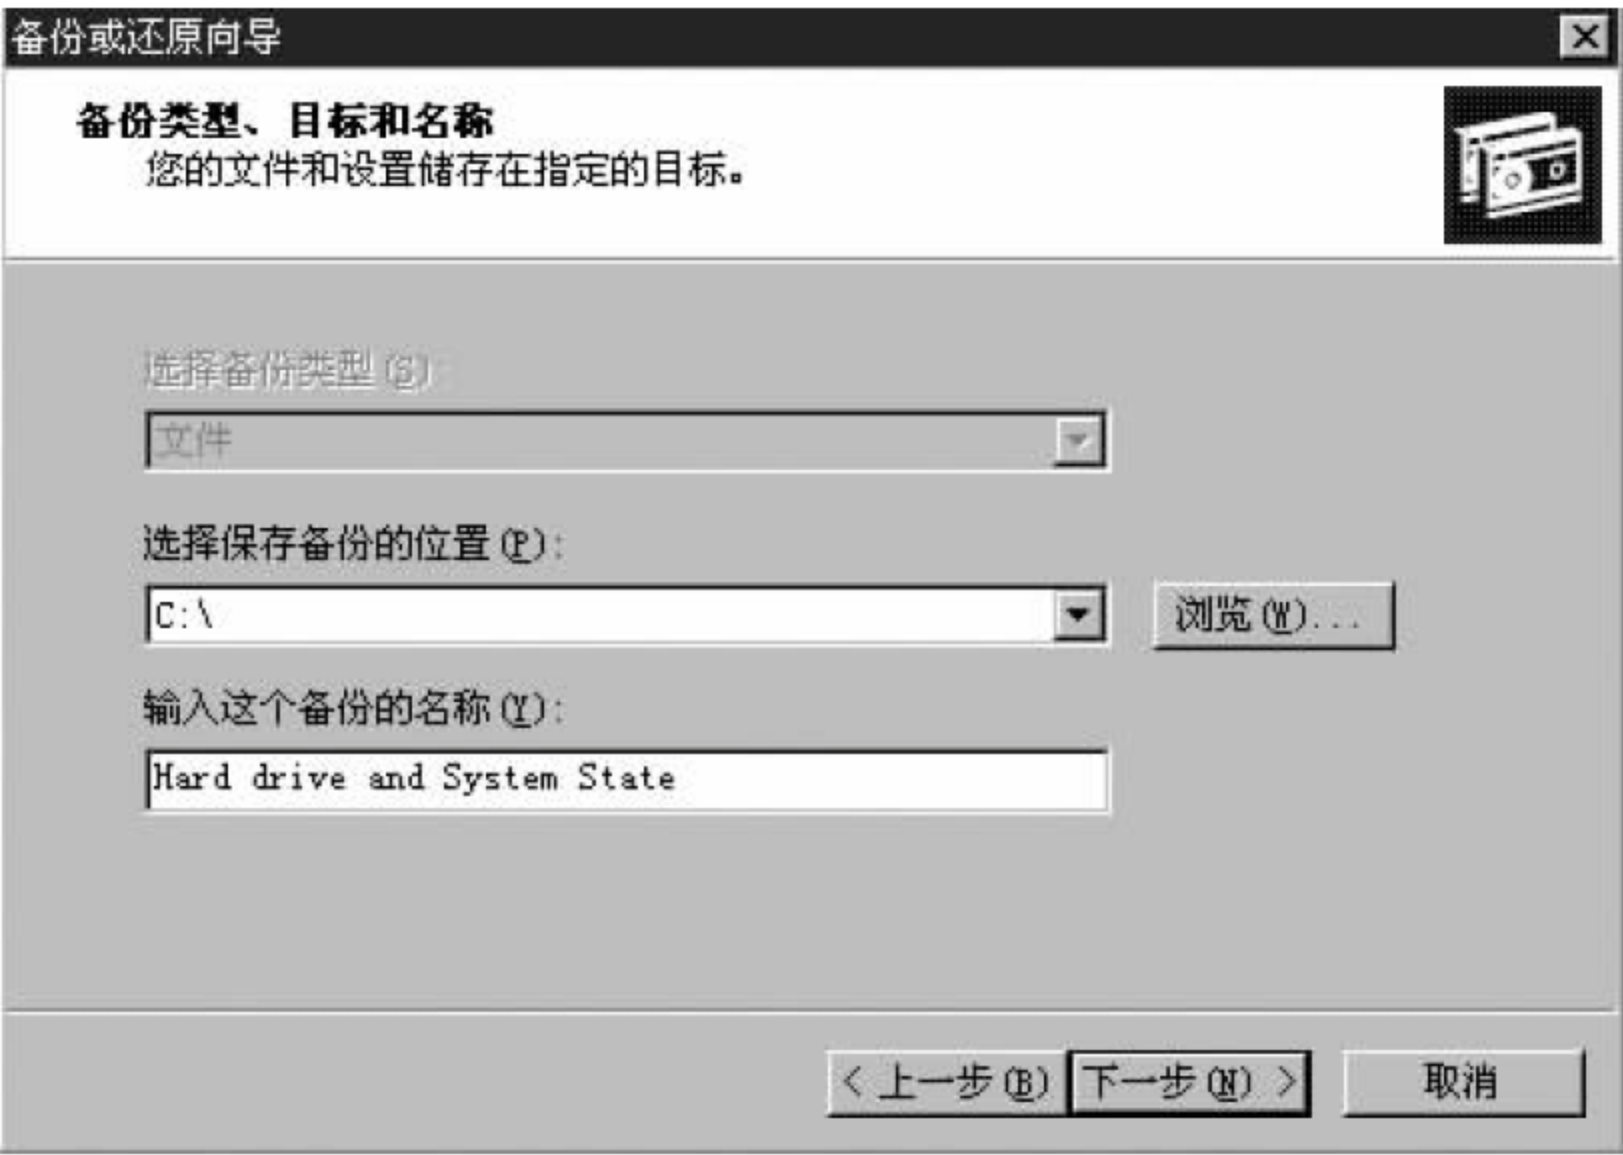 备份或还原向导
备份类型、目标和名称
您的文件和设置储存在指定的目标。
选择备份类型(S):
文件
选择保存备份的位置(P):
C:\
浏览(W)...
输入这个备份的名称(Y):
Hard drive and System State
< 上一步(B) 下一步(N) > 取消